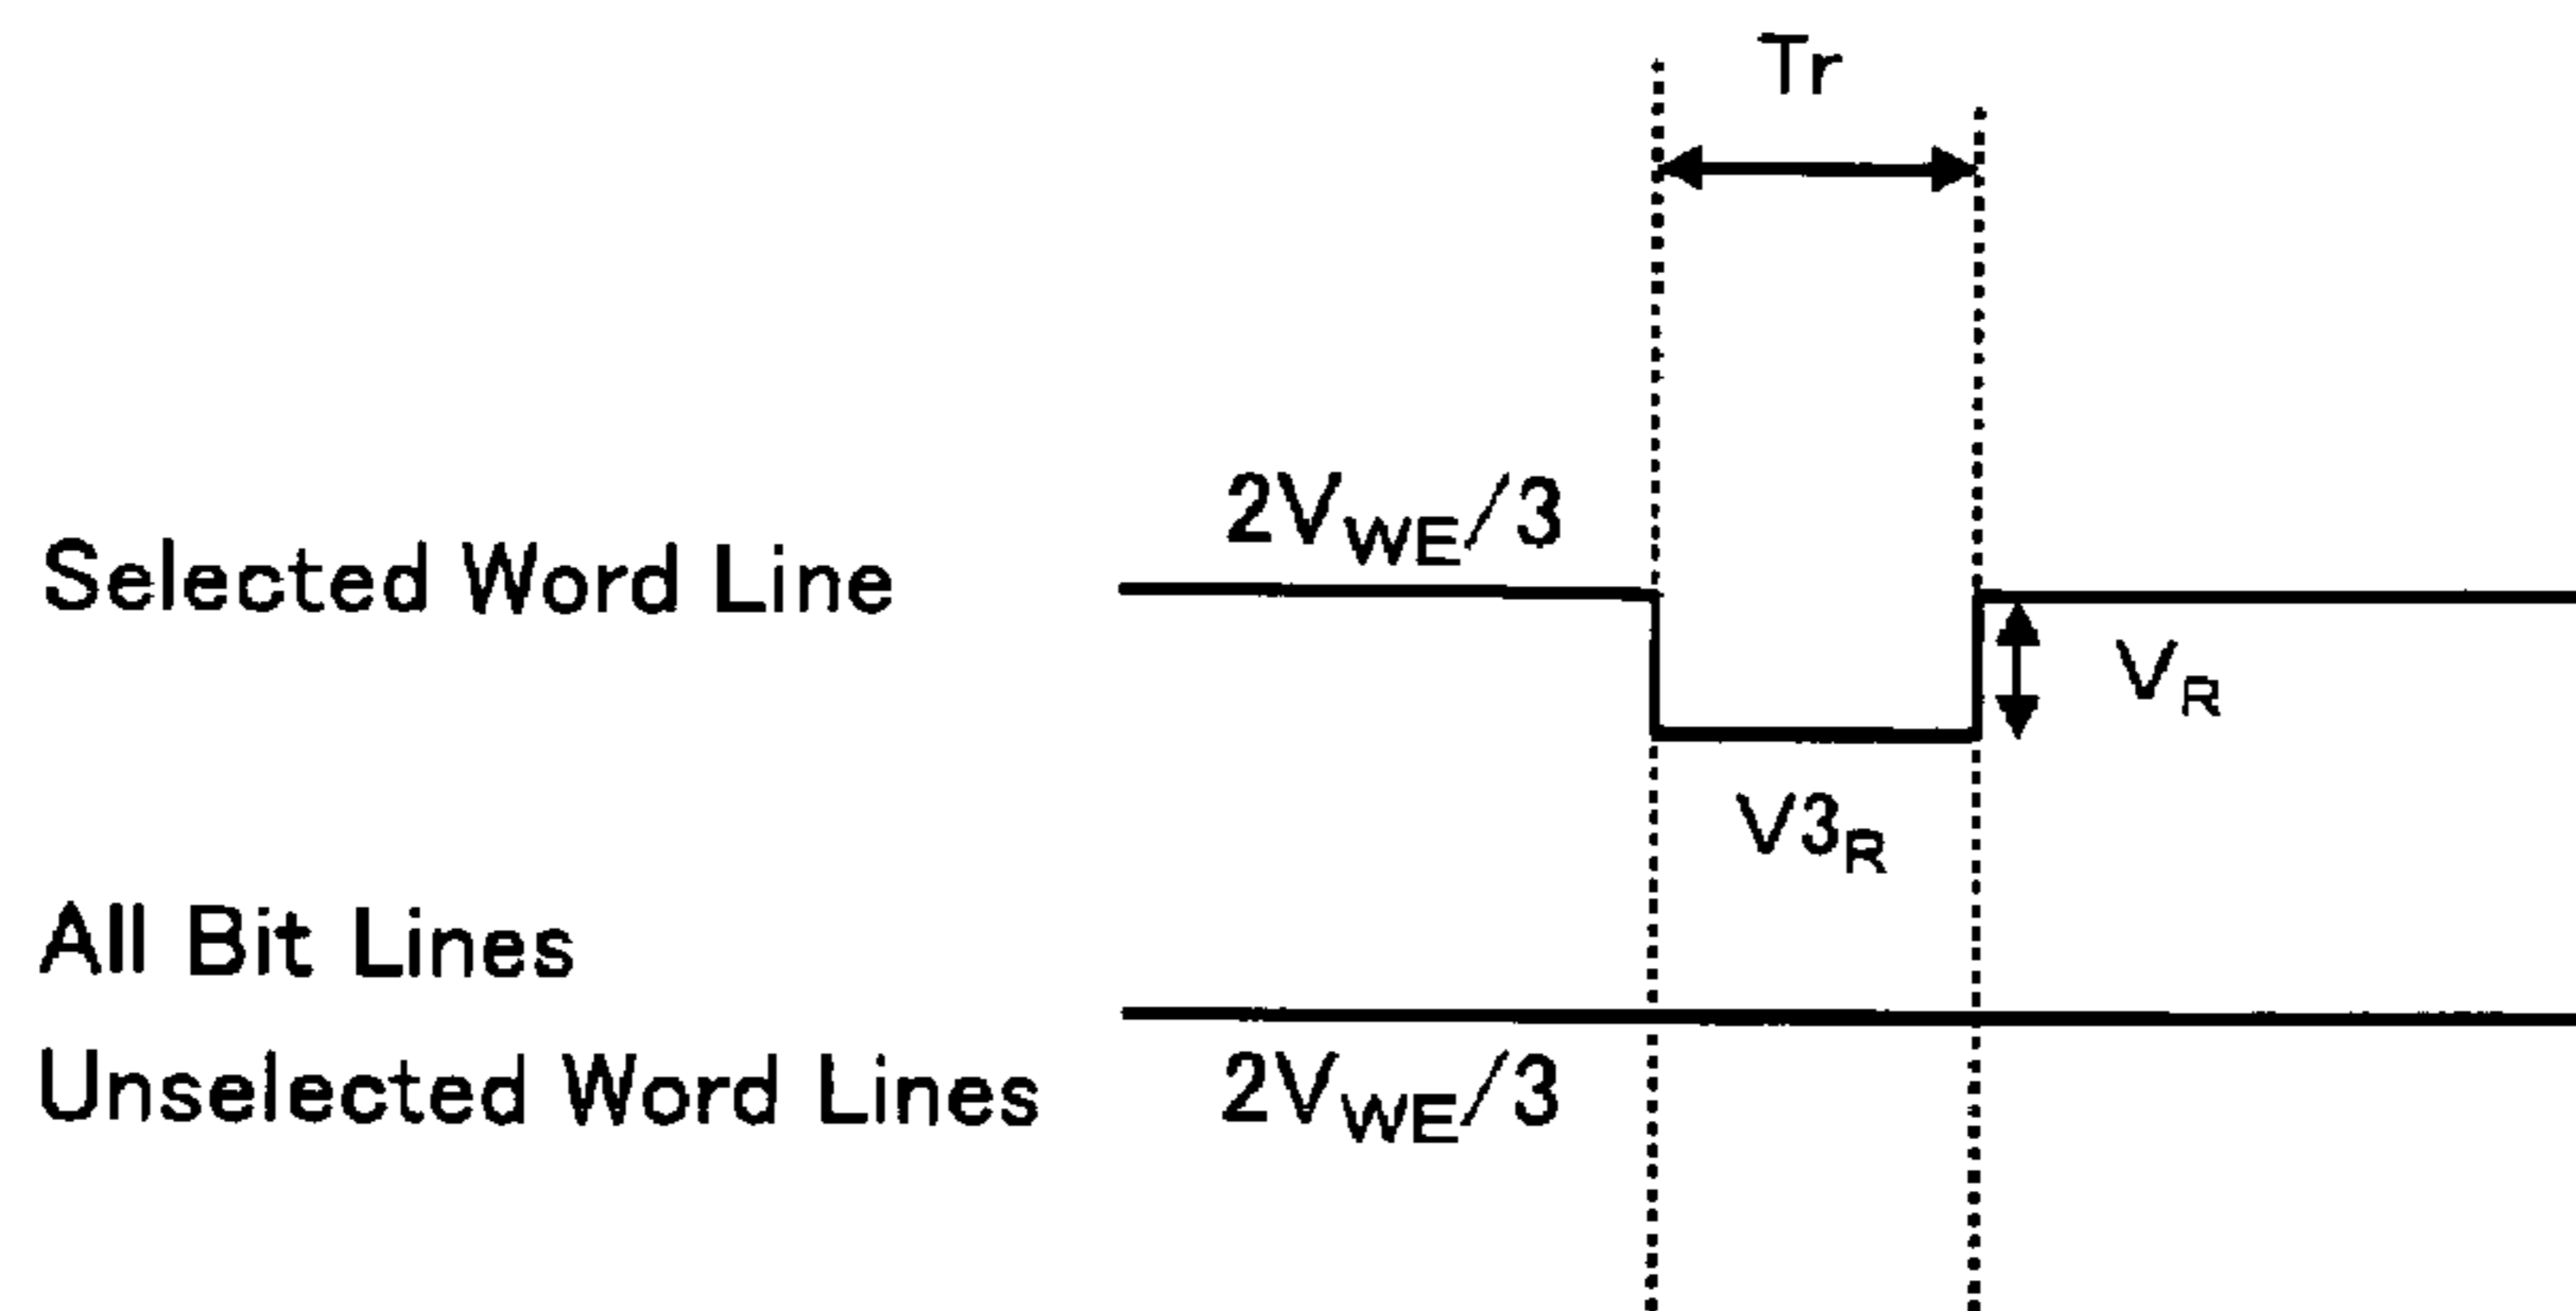 Tr
2VWE/3
Selected Word Line
VR
V3R
All Bit Lines
Unselected Word Lines
2VWE/3